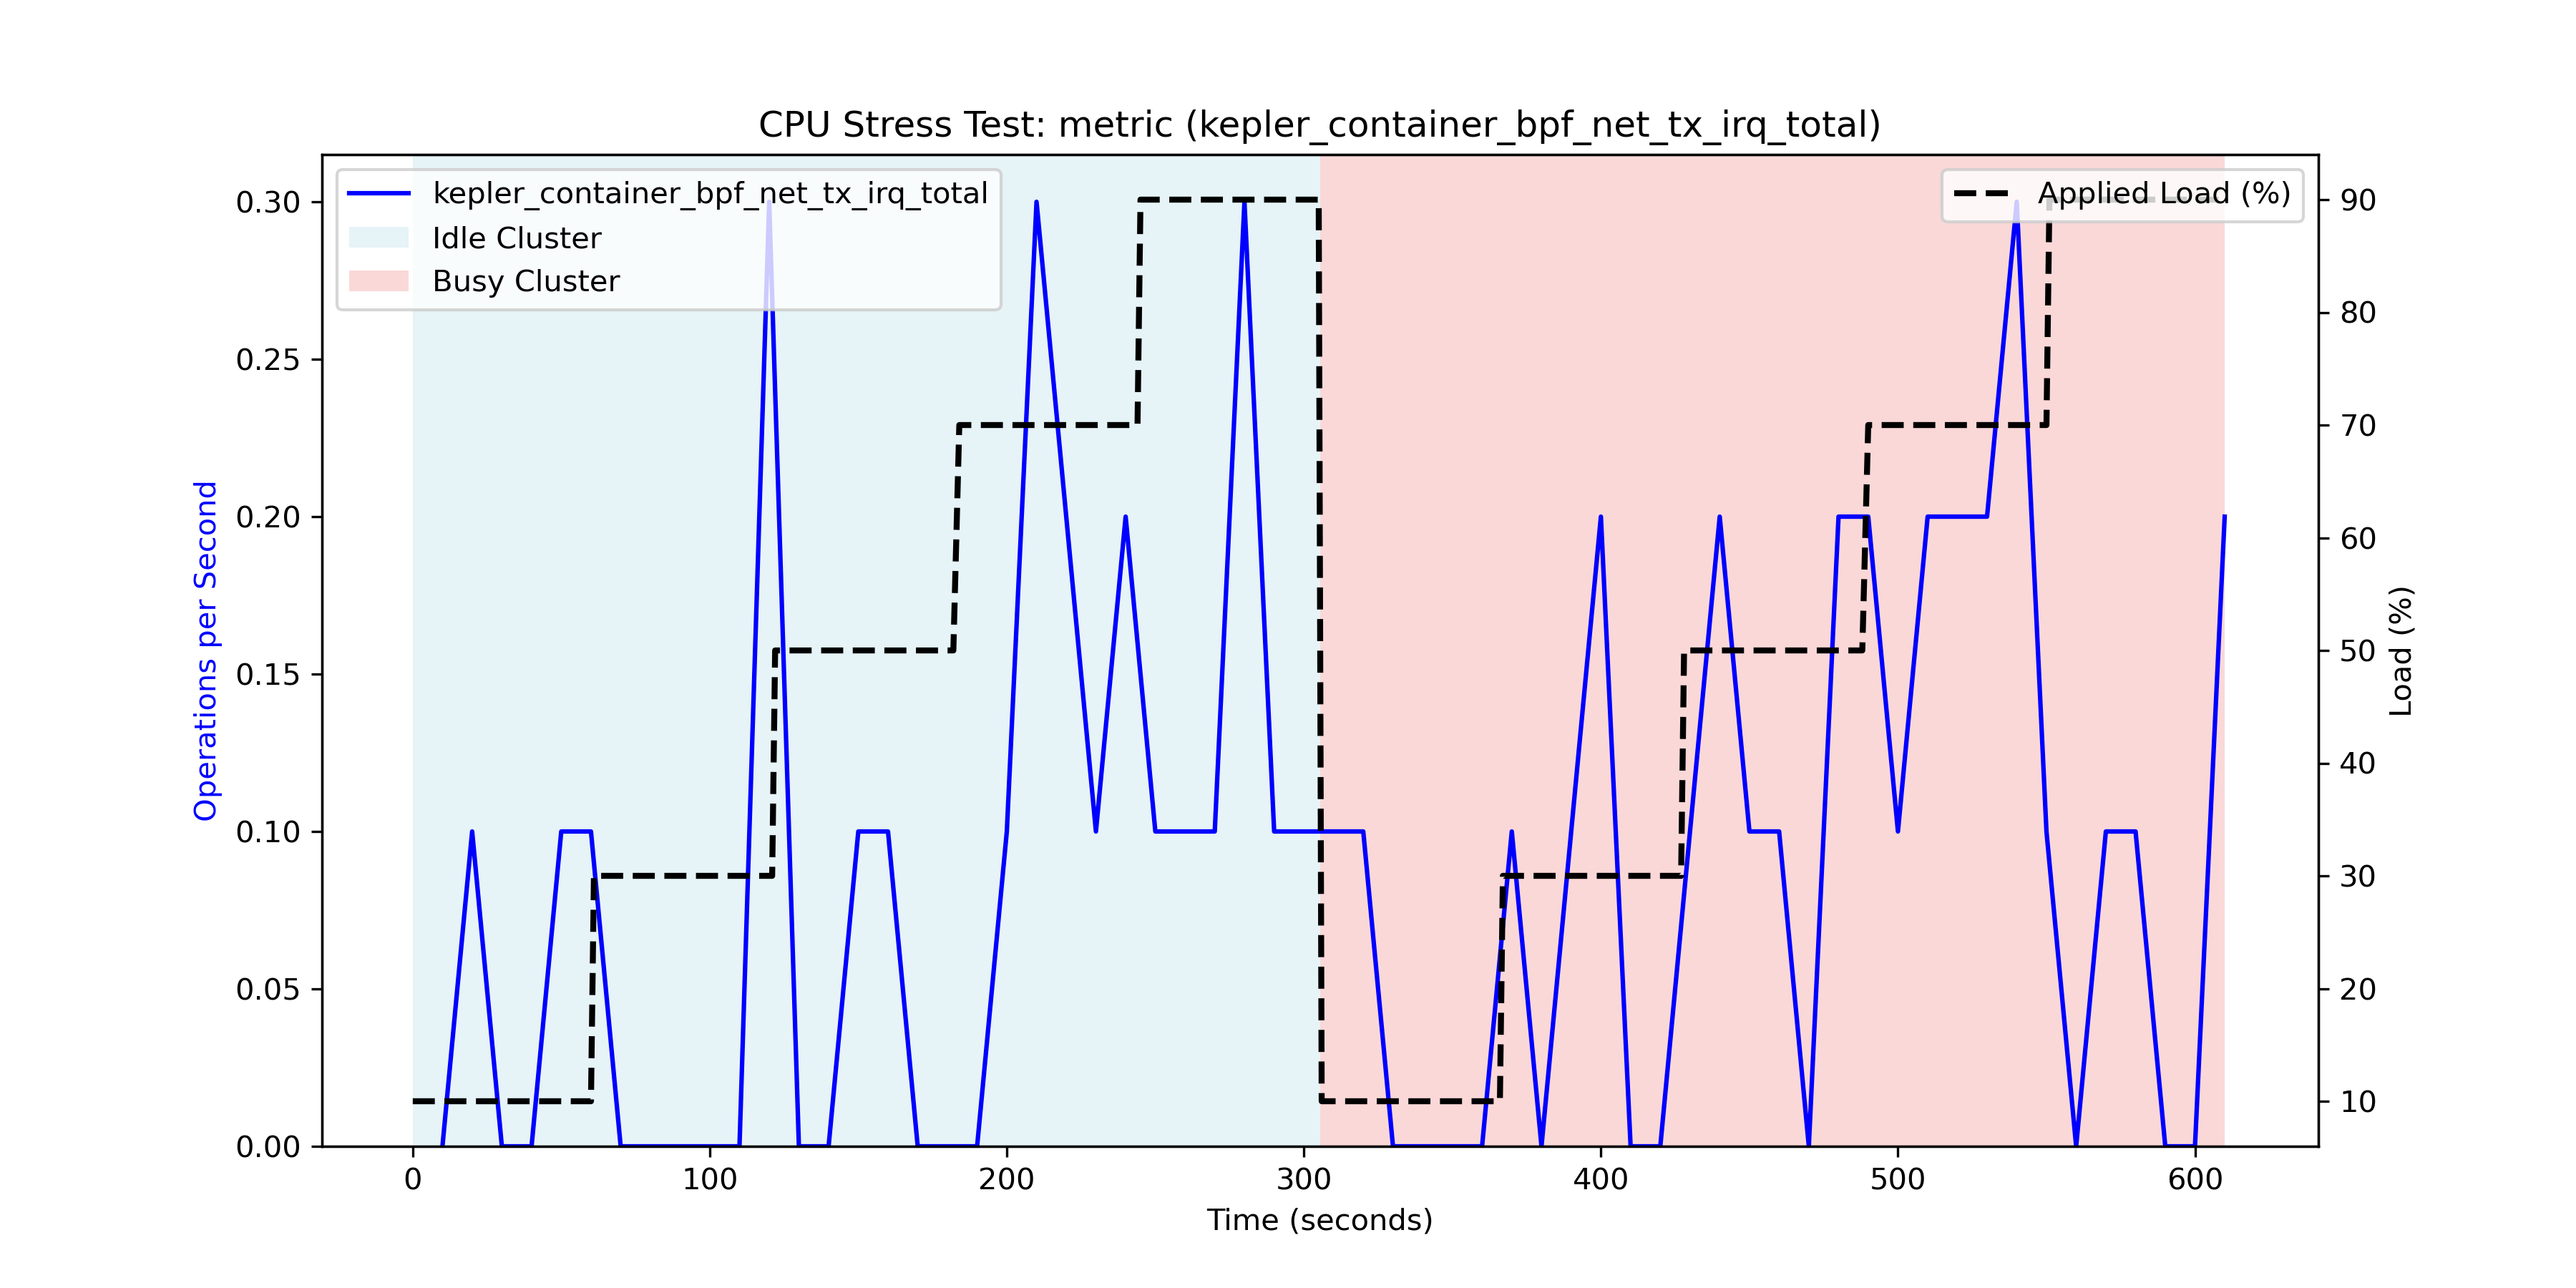 CPU Stress Test: metric (kepler_container_bpf_net_tx_irq_total)
kepler_container_bpf_net_tx_irq_total
Idle Cluster
Busy Cluster
Applied Load (%)
Operations per Second
0.30
0.25
0.20
0.15
0.10
0.05
0.00
90
80
70
60
50
40
30
20
10
Load (%)
0 100 200 300 400 500 600
Time (seconds)